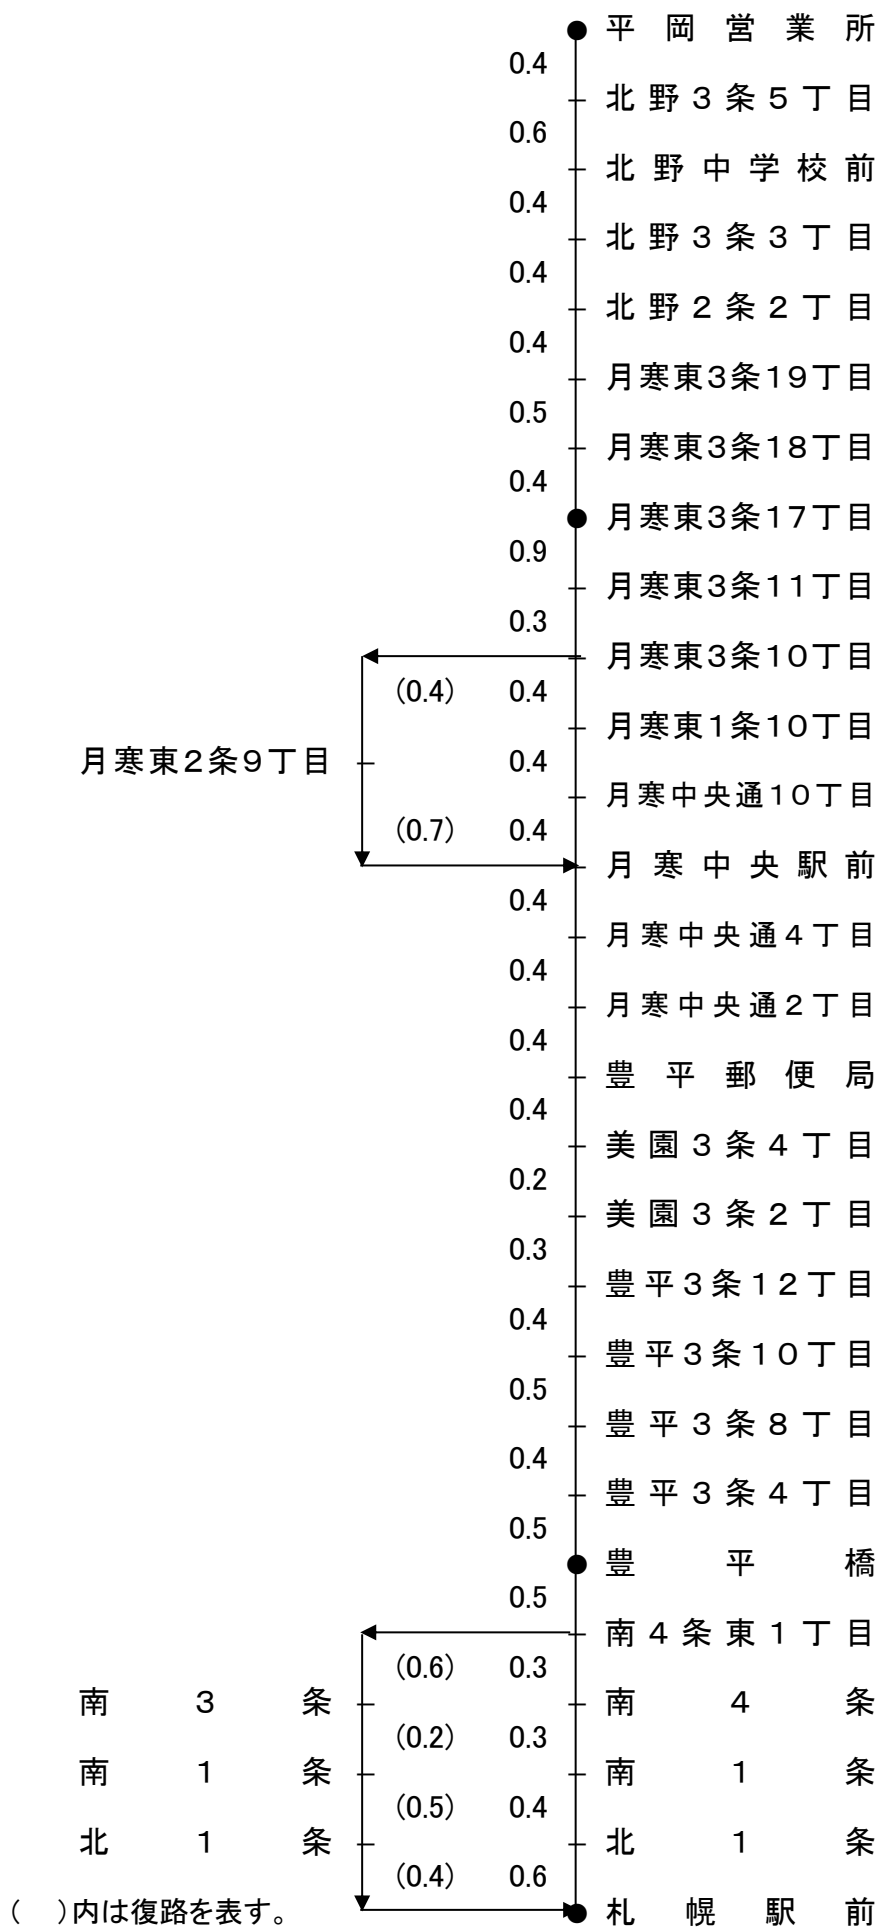 平岡営業所
0.4
北野3条5丁目
0.6
北野中学校前
0.4
北野3条3丁目
0.4
北野2条2丁目
0.4
月寒東3条19丁目
0.5
月寒東3条18丁目
0.4
月寒東3条17丁目
0.9
月寒東3条11丁目
0.3
月寒東3条10丁目
(0.4) 0.4
月寒東1条10丁目
月寒東2条9丁目 0.4
月寒中央通10丁目
(0.7) 0.4
月寒中央駅前
0.4
月寒中央通4丁目
0.4
月寒中央通2丁目
0.4
豊平郵便局
0.4
美園3条4丁目
0.2
美園3条2丁目
0.3
豊平3条12丁目
0.4
豊平3条10丁目
0.5
豊平3条8丁目
0.4
豊平3条4丁目
0.5
豊平橋
0.5
南4条東1丁目
(0.6) 0.3
南3条 南4条
(0.2) 0.3
南1条 南1条
(0.5) 0.4
北1条 北1条
(0.4) 0.6
( )内は復路を表す。 札幌駅前